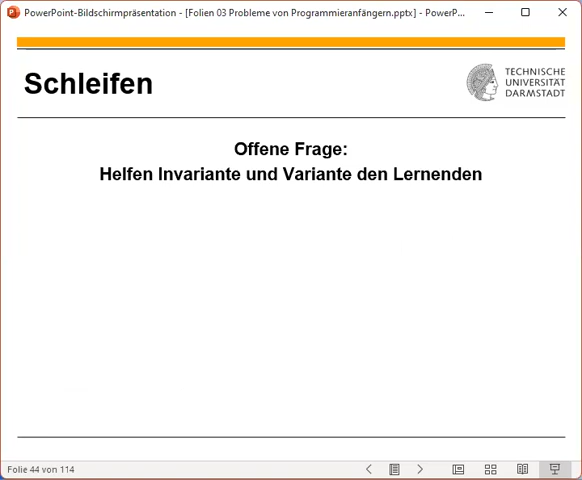 PowerPoint-Bildschirmpräsentation - [Folien 03 Probleme von Programmieranfängern.pptx] - PowerP...
Schleifen
TECHNISCHE
UNIVERSITÄT
DARMSTADT
Offene Frage:
Helfen Invariante und Variante den Lernenden
Folie 44 von 114